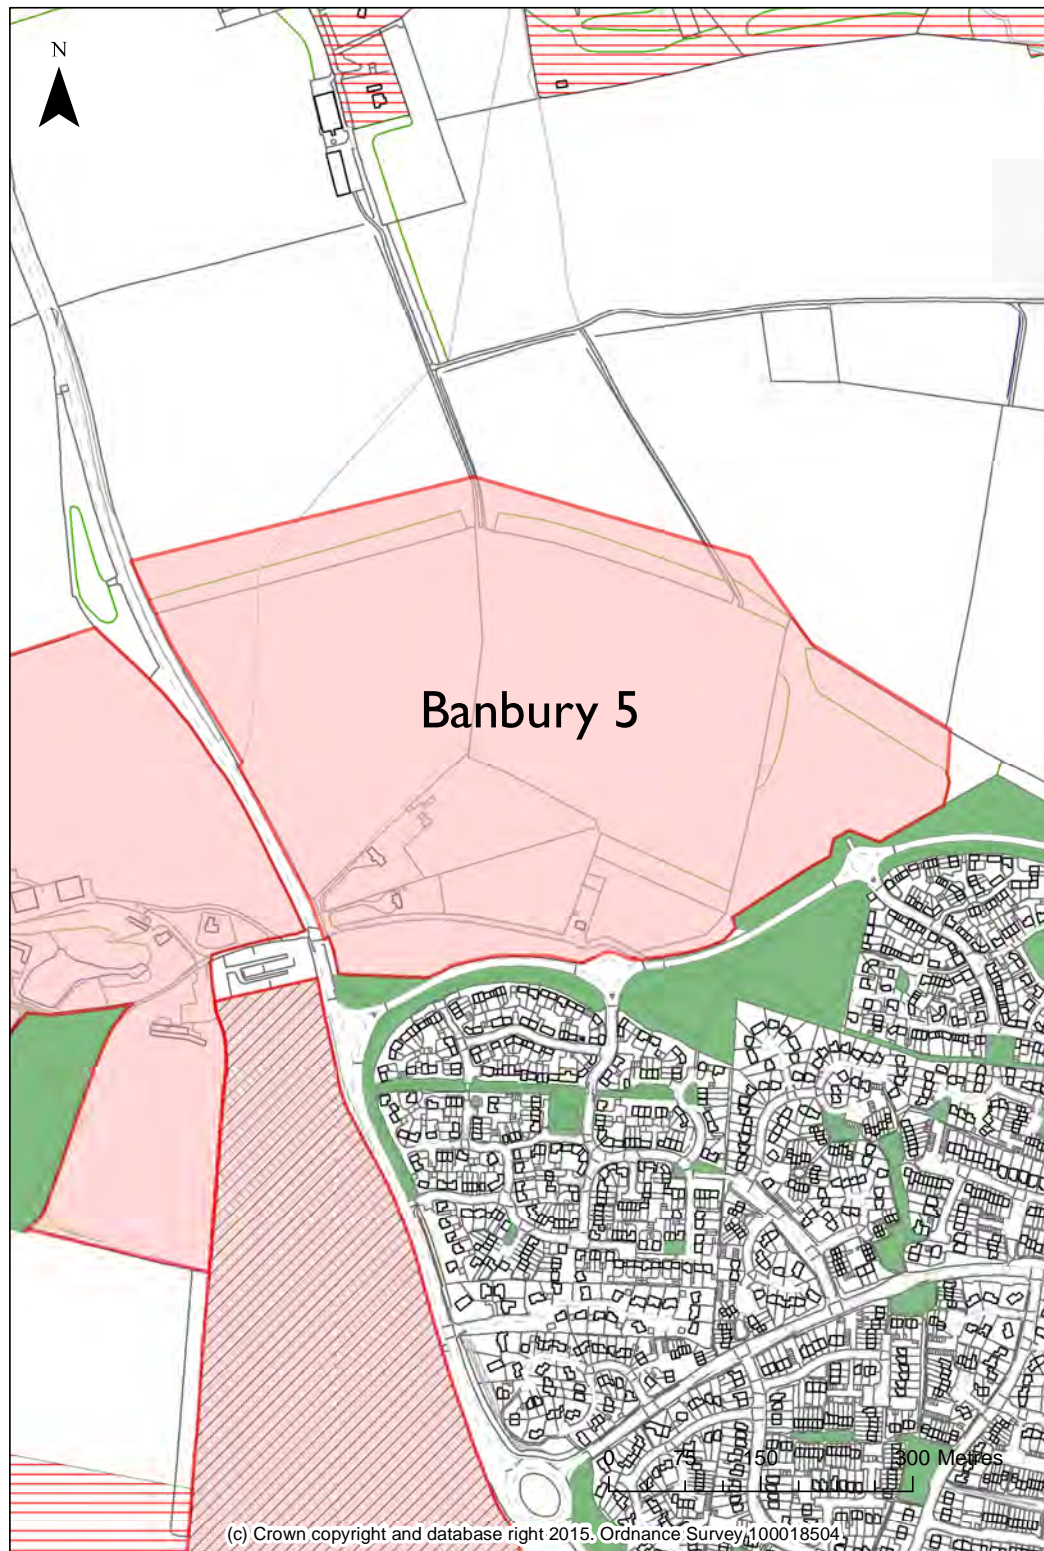 N
Banbury 5
0 75 150 300 Metres
(c) Crown copyright and database right 2015. Ordnance Survey 100018504.